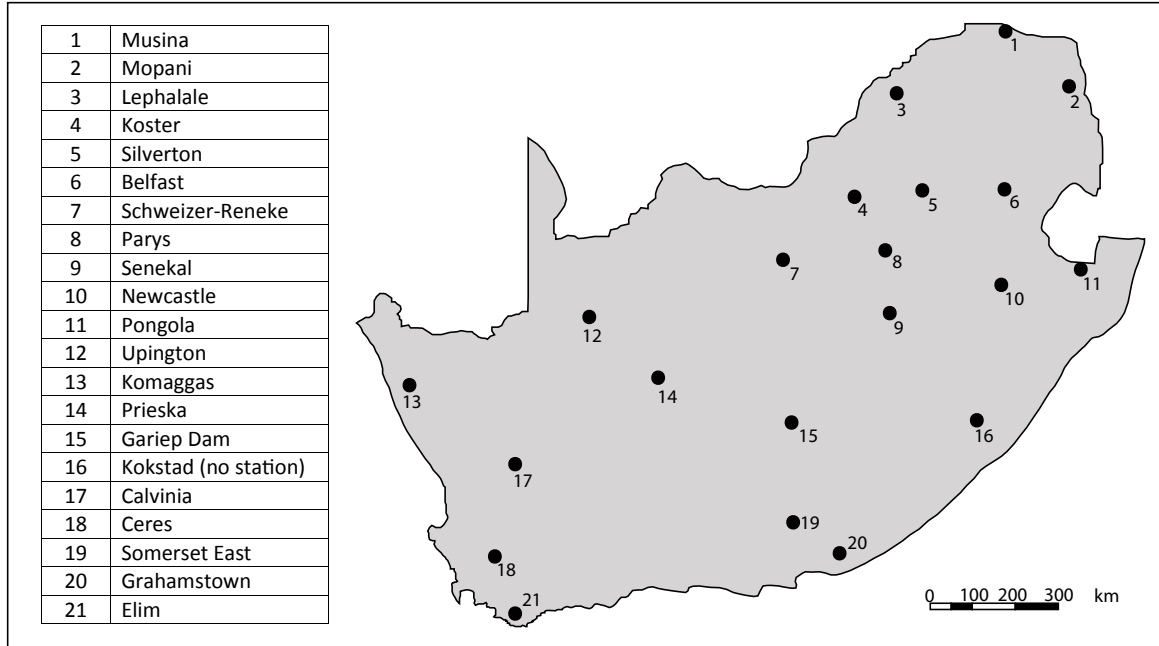 1 Musina
2 Mopani
3 Lephalale
4 Koster
5 Silverton
6 Belfast
7 Schweizer-Reneke
8 Parys
9 Senekal
10 Newcastle
11 Pongola
12 Upington
13 Komaggas
14 Prieska
15 Gariep Dam
16 Kokstad (no station)
17 Calvinia
18 Ceres
19 Somerset East
20 Grahamstown
21 Elim
1
2
3
4
5
6
7
8
9
10
11
12
13
14
15
16
17
18
19
20
21
0 100 200 300 km